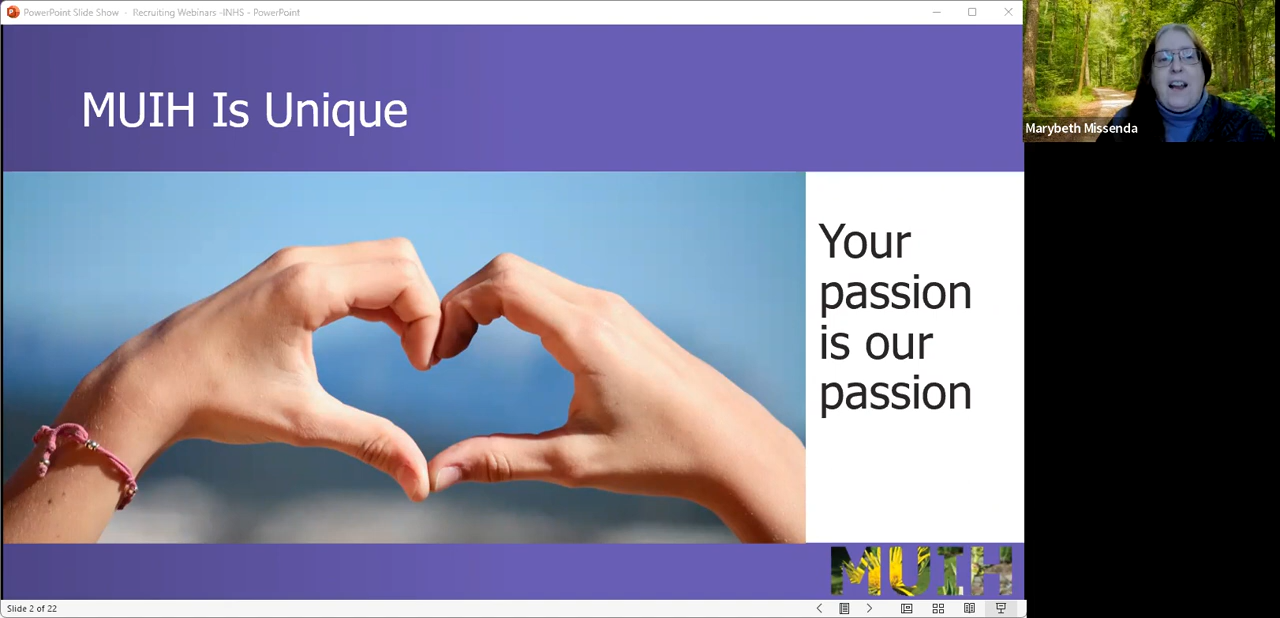 PowerPoint Slide Show - Recruiting Webinars -INHS - PowerPoint
MUIH Is Unique
Marybeth Missenda
Your
passion
is our
passion
MUIH
Slide 2 of 22